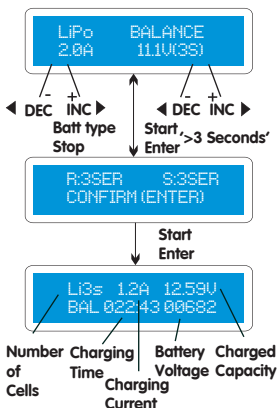 LiPo BALANCE
2.0A 11.1V(3S)
- + - +
DEC INC DEC INC
Batt type
Stop
Start
Enter
'>3 Seconds'
R:3SER S:3SER
CONFIRM(ENTER)
Start
Enter
Li3s 1.2A 12.59V
BAL 022:43 00682
Number
of
Cells
Charging
Time
Charging
Current
Battery
Voltage
Charged
Capacity